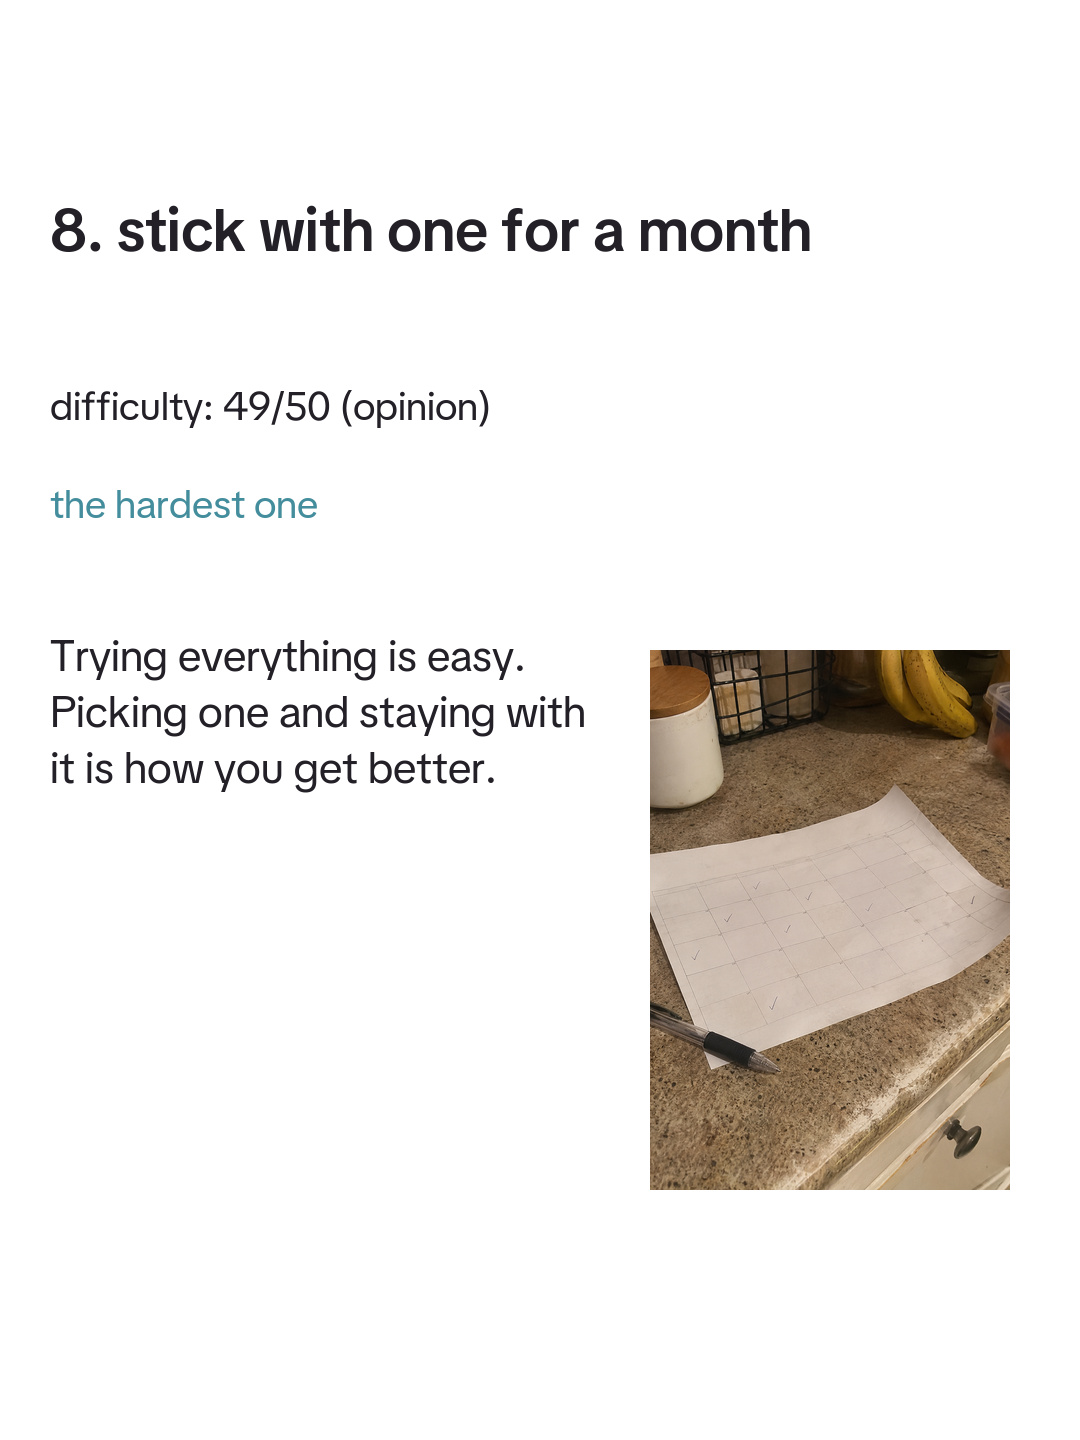 8. stick with one for a month
difficulty: 49/50 (opinion)
the hardest one
Trying everything is easy.
Picking one and staying with
it is how you get better.